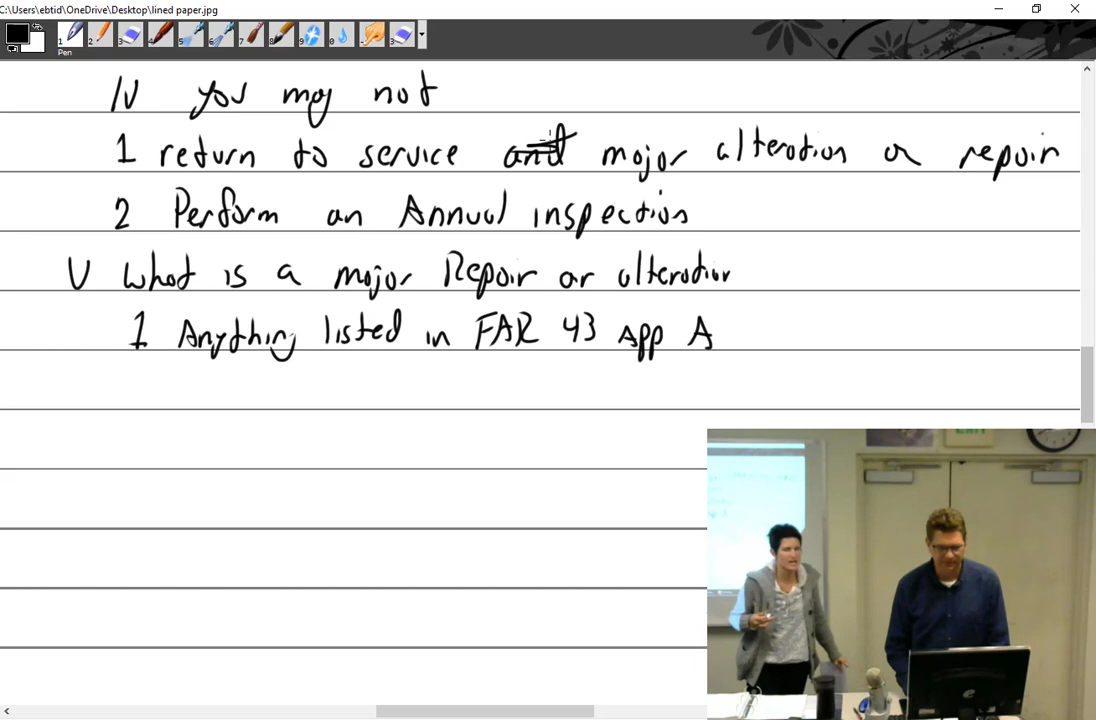 C:\Users\ebtid\OneDrive\Desktop\lined paper.jpg
Pen
IV you may not
1 return to service and major alteration or repair
2 Perform an Annual inspection
V What is a major Repair or alteration
1 Anything listed in FAR 43 App A
EXIT